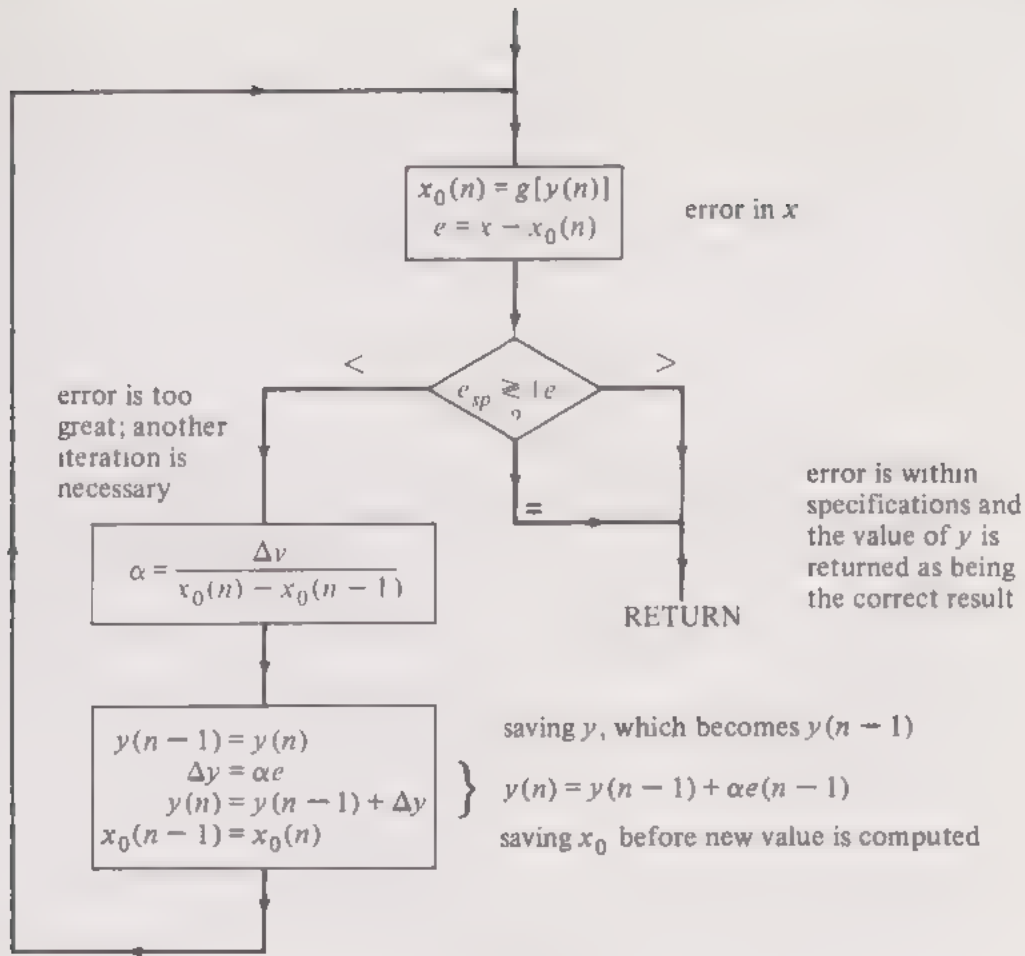 x₀(n) = g[y(n)]
e = x − x₀(n)
error in x
<
>
e_sp ≷ |e
?
=
error is too
great; another
iteration is
necessary
error is within
specifications and
the value of y is
returned as being
the correct result
α = Δy / (x₀(n) − x₀(n − 1))
RETURN
y(n − 1) = y(n)
Δy = αe
y(n) = y(n − 1) + Δy
x₀(n − 1) = x₀(n)
}
saving y, which becomes y(n − 1)
y(n) = y(n − 1) + αe(n − 1)
saving x₀ before new value is computed